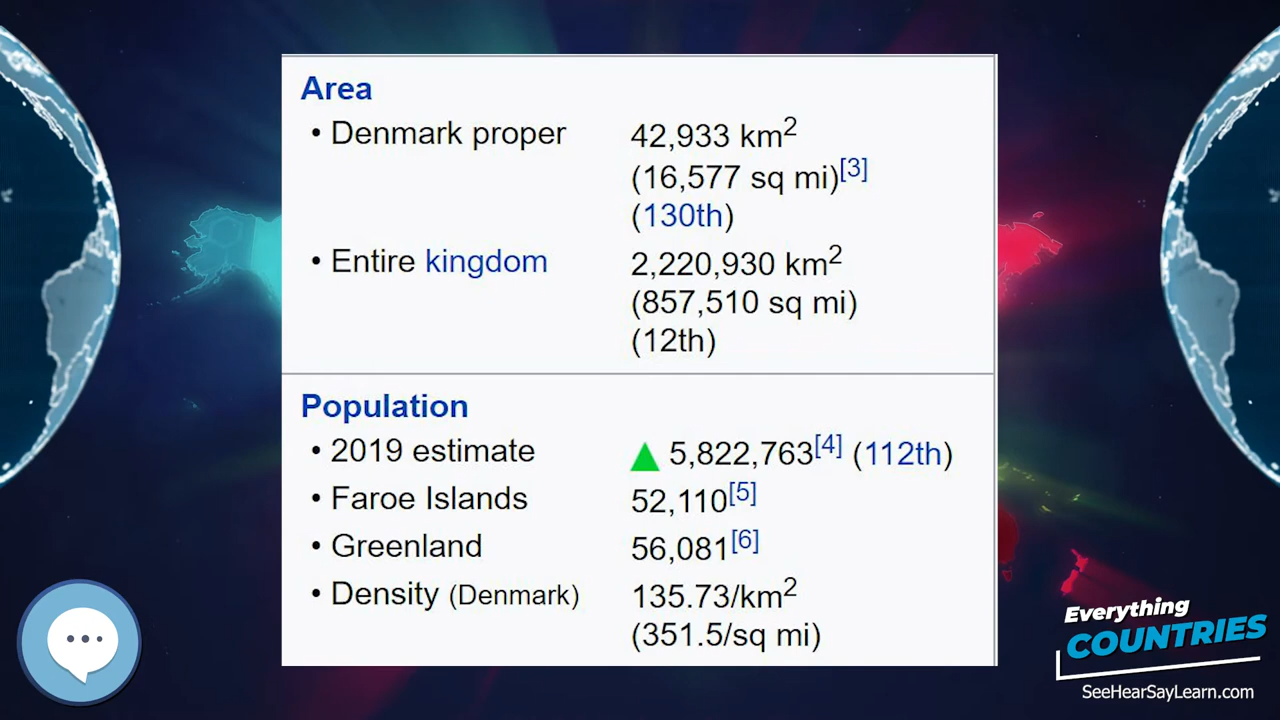 Area
• Denmark proper 42,933 km²
(16,577 sq mi)[3]
(130th)
• Entire kingdom 2,220,930 km²
(857,510 sq mi)
(12th)
Population
• 2019 estimate ▲ 5,822,763[4] (112th)
• Faroe Islands 52,110[5]
• Greenland 56,081[6]
• Density (Denmark) 135.73/km²
(351.5/sq mi)
Everything
COUNTRIES
SeeHearSayLearn.com